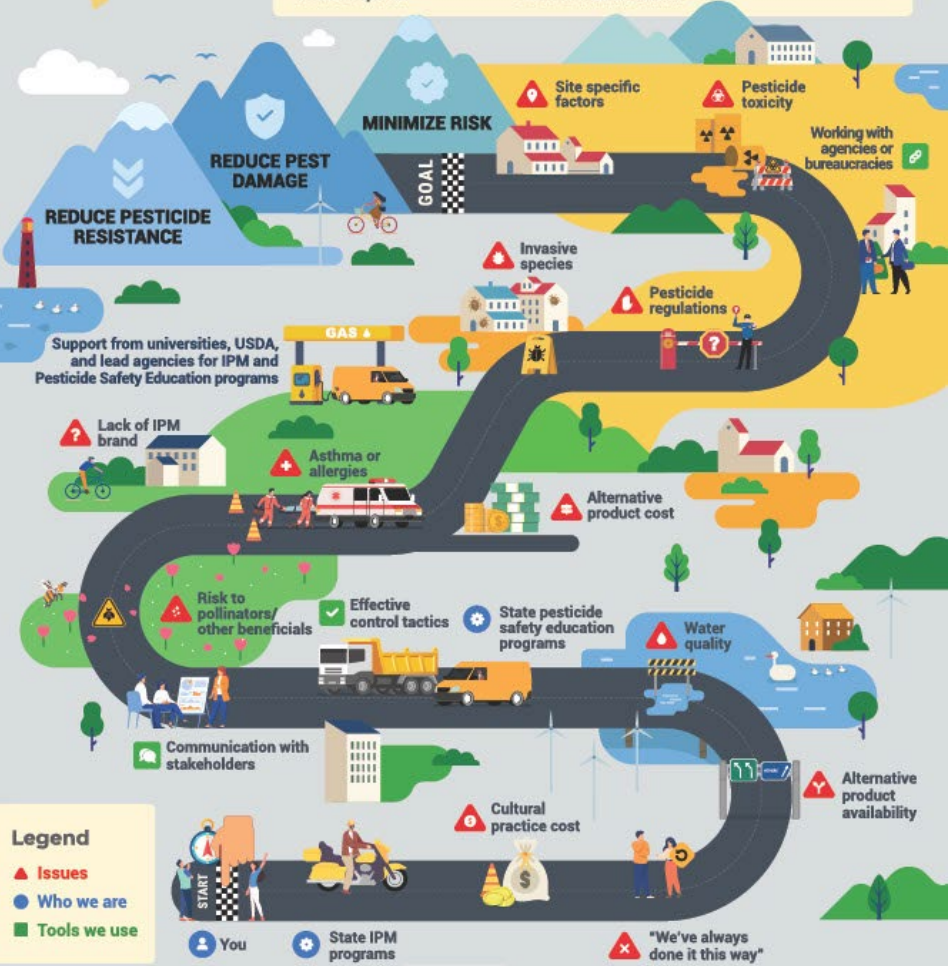 MINIMIZE RISK
REDUCE PEST
DAMAGE
REDUCE PESTICIDE
RESISTANCE
GOAL
Site specific
factors
Pesticide
toxicity
Working with
agencies or
bureaucracies
Invasive
species
Pesticide
regulations
?
GAS
Support from universities, USDA,
and lead agencies for IPM and
Pesticide Safety Education programs
?
Lack of IPM
brand
Asthma or
allergies
Alternative
product cost
Risk to
pollinators/
other beneficials
Effective
control tactics
State pesticide
safety education
programs
Water
quality
Communication with
stakeholders
Alternative
product
availability
Cultural
practice cost
$
Legend
Issues
Who we are
Tools we use
START
You
State IPM
programs
"We've always
done it this way"